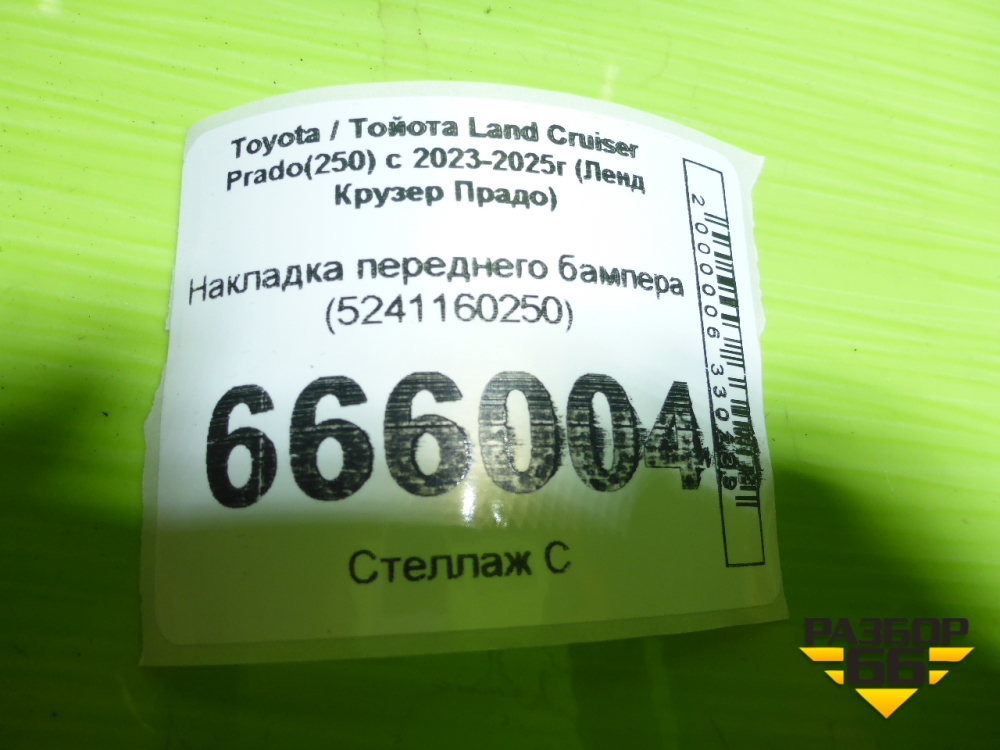 Toyota / Тойота Land Cruiser
Prado(250) с 2023-2025г (Ленд
Крузер Прадо)
Накладка переднего бампера
(5241160250)
666004
Стеллаж С
РАЗБОР
66